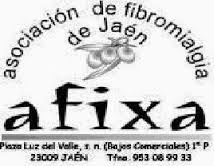 asociación de fibromialgia
de Jaén
afixa
Plaza Luz del Valle, s. n. (Bajos Comerciales) 1ª P
23009 JAÉN Tfno. 953 08 99 33